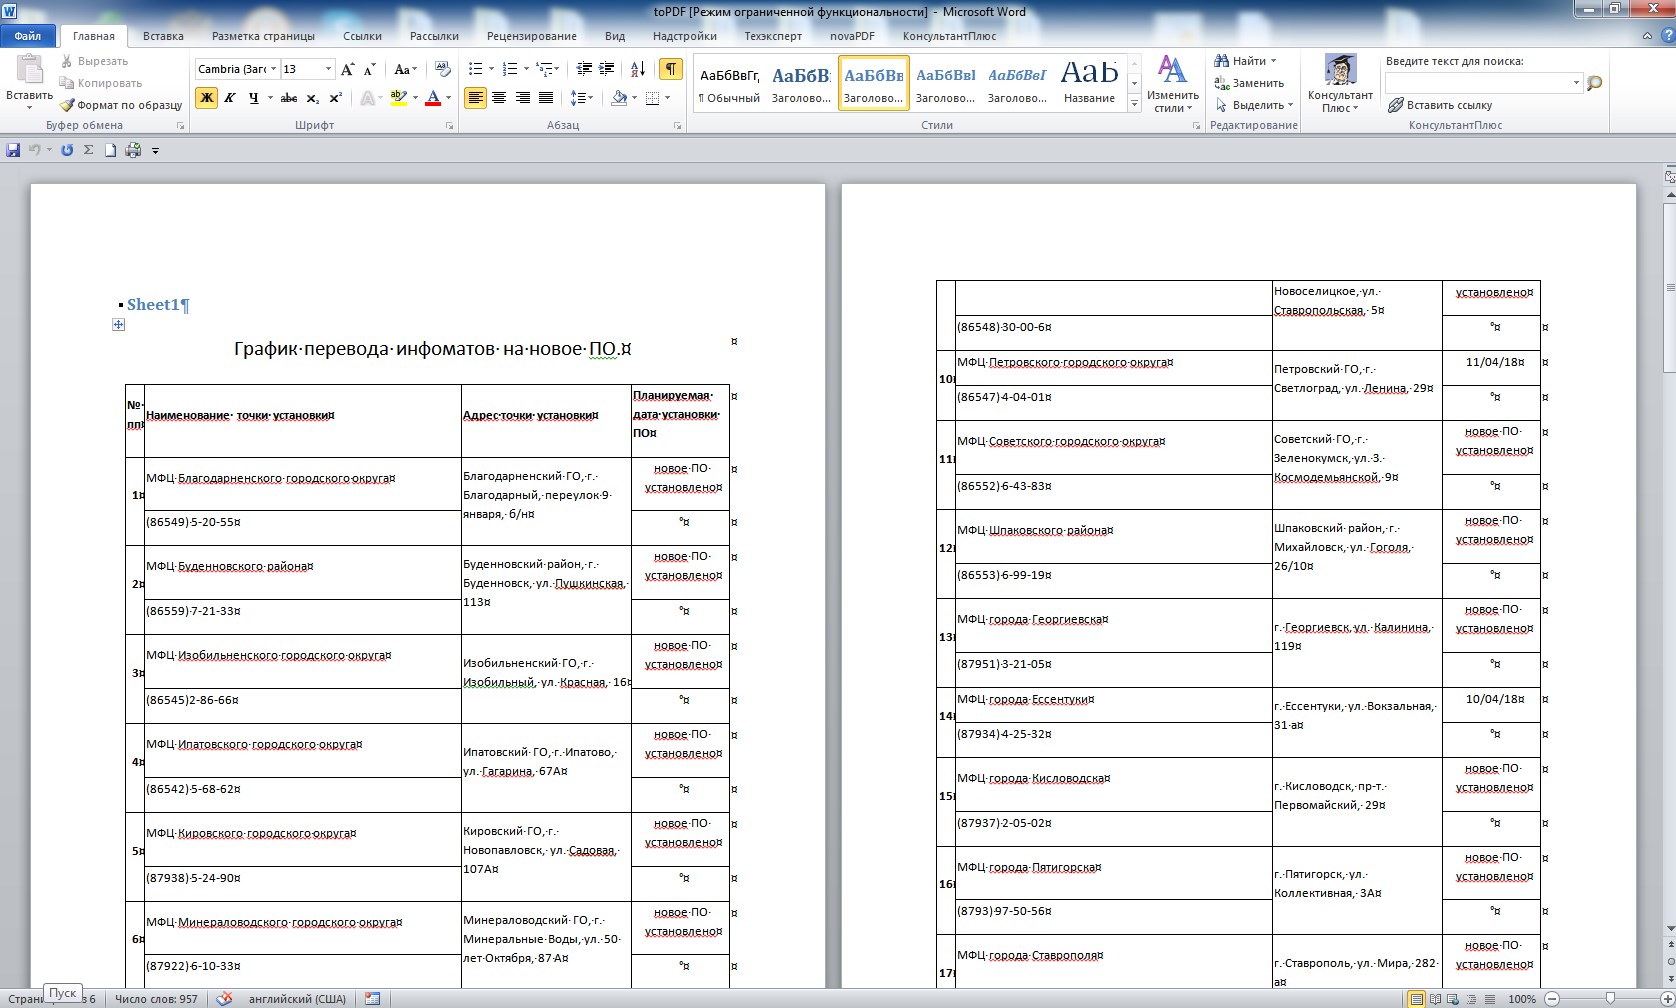 toPDF [Режим ограниченной функциональности] - Microsoft Word
Файл Главная Вставка Разметка страницы Ссылки Рассылки Рецензирование Вид Надстройки Техэксперт novaPDF КонсультантПлюс
Вставить
Вырезать
Копировать
Формат по образцу
Буфер обмена
Cambria (Заго 13
Шрифт
Абзац
АаБбВвГг, АаБбВ АаБбВв АаБбВвІ АаБбВвГ АаБ
¶ Обычный Заголово... Заголово... Заголово... Заголово... Название
Изменить стили
Стили
Найти
Заменить
Выделить
Редактирование
Консультант Плюс
Введите текст для поиска:
Вставить ссылку
КонсультантПлюс
Sheet1¶
График перевода инфоматов на новое ПО.¤
№ пп¤
Наименование точки установки¤
Адрес точки установки¤
Планируемая
дата установки
ПО¤
1¤
МФЦ Благодарненского городского округа¤
(86549) 5-20-55¤
Благодарненский ГО, г.
Благодарный, переулок 9
января, б/н¤
новое ПО
установлено¤
2¤
МФЦ Буденновского района¤
(86559) 7-21-33¤
Буденновский район, г.
Буденновск, ул. Пушкинская,
113¤
новое ПО
установлено¤
3¤
МФЦ Изобильненского городского округа¤
(86545)2-86-66¤
Изобильненский ГО, г.
Изобильный, ул. Красная, 16¤
новое ПО
установлено¤
4¤
МФЦ Ипатовского городского округа¤
(86542) 5-68-62¤
Ипатовский ГО, г. Ипатово,
ул. Гагарина, 67А¤
новое ПО
установлено¤
5¤
МФЦ Кировского городского округа¤
(87938) 5-24-90¤
Кировский ГО, г.
Новопавловск, ул. Садовая,
107А¤
новое ПО
установлено¤
6¤
МФЦ Минераловодского городского округа¤
(87922) 6-10-33¤
Минераловодский ГО, г.
Минеральные Воды, ул. 50
лет Октября, 87 А¤
новое ПО
установлено¤
(86548) 30-00-6¤
Новоселицкое, ул.
Ставропольская, 5¤
установлено¤
10¤
МФЦ Петровского городского округа¤
(86547) 4-04-01¤
Петровский ГО, г.
Светлоград, ул. Ленина, 29¤
11/04/18¤
11¤
МФЦ Советского городского округа¤
(86552) 6-43-83¤
Советский ГО, г.
Зеленокумск, ул. З.
Космодемьянской, 9¤
новое ПО
установлено¤
12¤
МФЦ Шпаковского района¤
(86553) 6-99-19¤
Шпаковский район, г.
Михайловск, ул. Гоголя,
26/10¤
новое ПО
установлено¤
13¤
МФЦ города Георгиевска¤
(87951) 3-21-05¤
г. Георгиевск, ул. Калинина,
119¤
новое ПО
установлено¤
14¤
МФЦ города Ессентуки¤
(87934) 4-25-32¤
г. Ессентуки, ул. Вокзальная,
31 а¤
10/04/18¤
15¤
МФЦ города Кисловодска¤
(87937) 2-05-02¤
г. Кисловодск, пр-т.
Первомайский, 29¤
новое ПО
установлено¤
16¤
МФЦ города Пятигорска¤
(8793) 97-50-56¤
г. Пятигорск, ул.
Коллективная, 3А¤
новое ПО
установлено¤
17¤
МФЦ города Ставрополя¤
г. Ставрополь, ул. Мира, 282
а¤
новое ПО
установлено¤
Пуск
Число слов: 957 английский (США) 100%